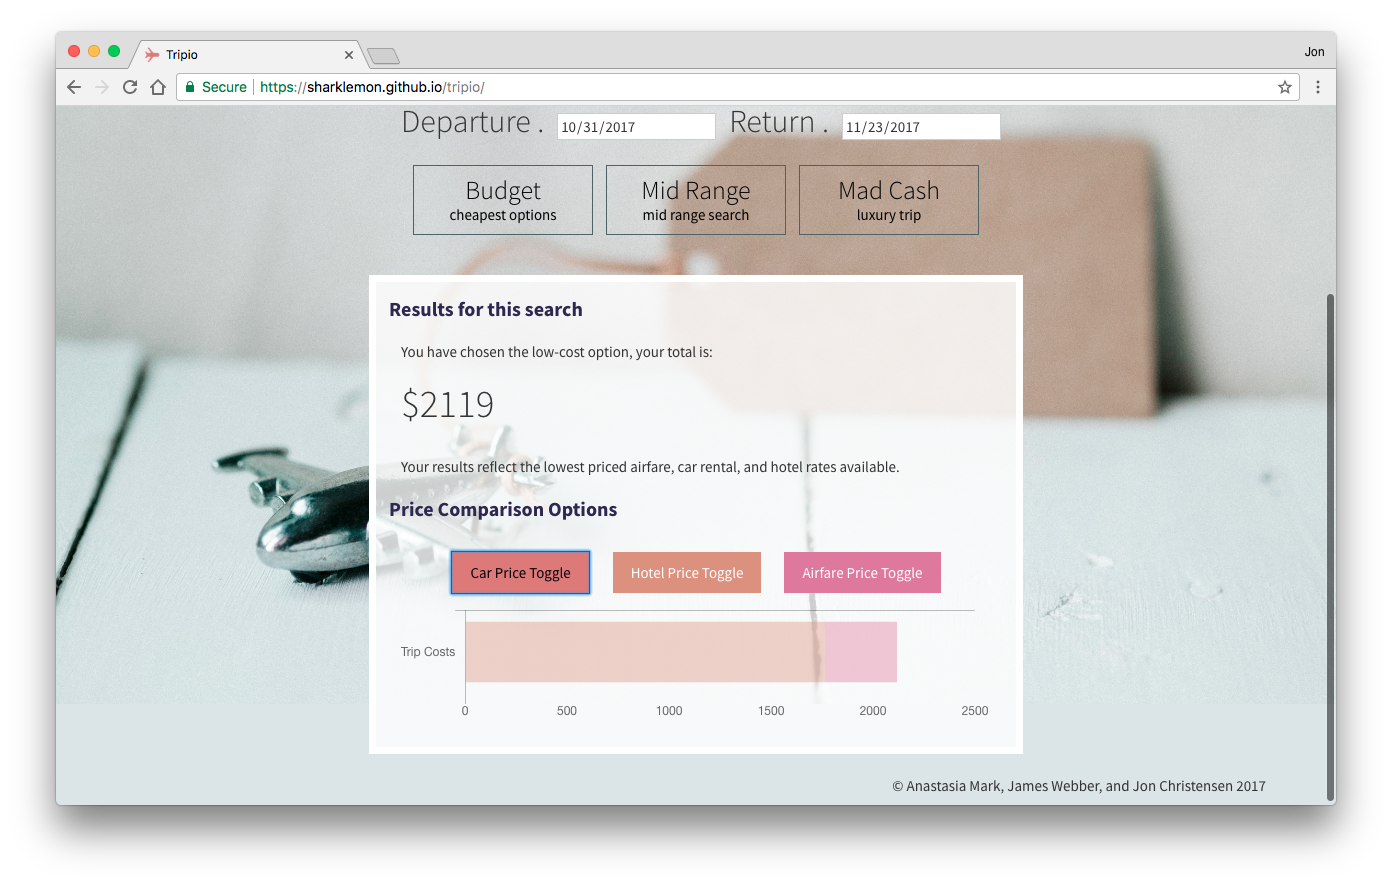 Tripio
Jon
Secure https://sharklemon.github.io/tripio/
Departure . 10/31/2017 Return . 11/23/2017
Budget
cheapest options
Mid Range
mid range search
Mad Cash
luxury trip
Results for this search
You have chosen the low-cost option, your total is:
$2119
Your results reflect the lowest priced airfare, car rental, and hotel rates available.
Price Comparison Options
Car Price Toggle Hotel Price Toggle Airfare Price Toggle
Trip Costs
0 500 1000 1500 2000 2500
© Anastasia Mark, James Webber, and Jon Christensen 2017